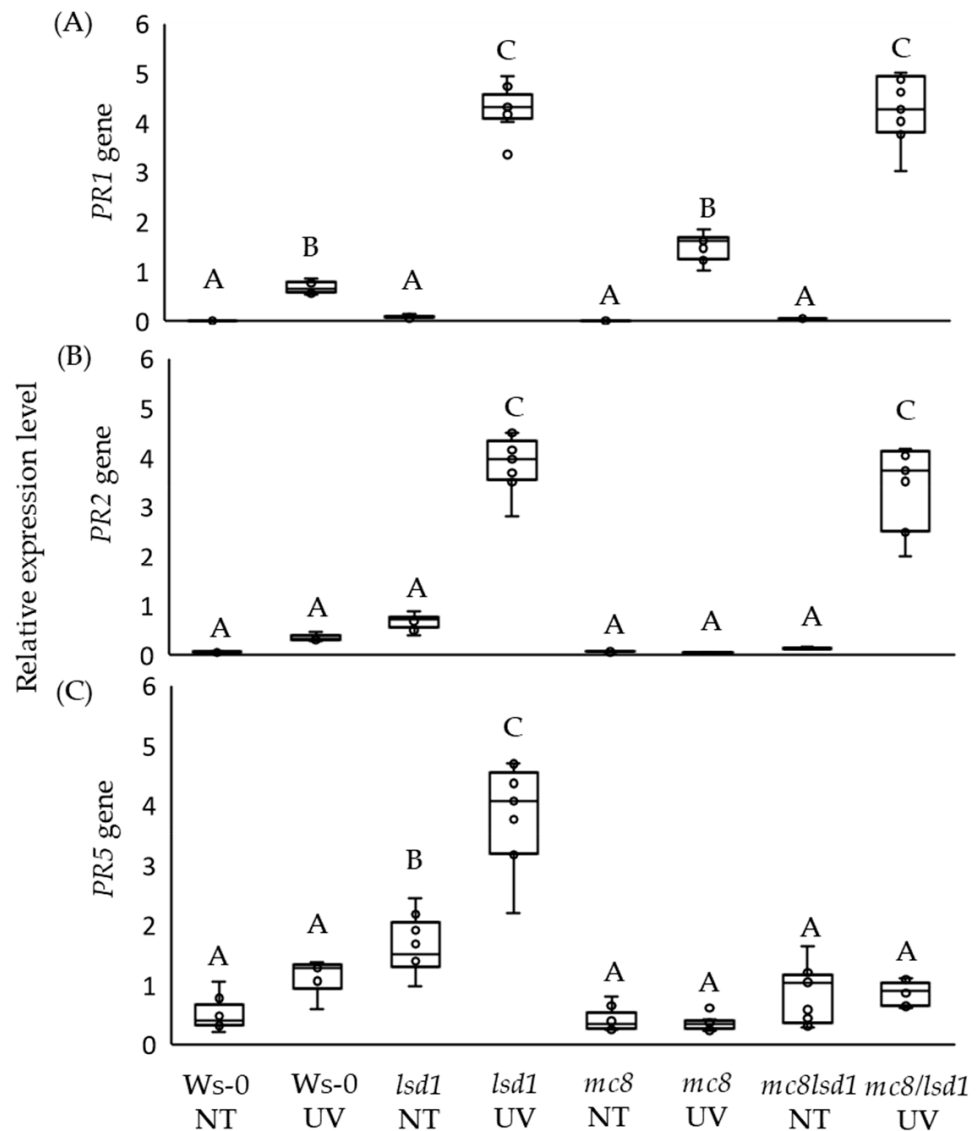 (A)
6
5
4
3
2
1
0
PR1 gene
A
B
A
C
A
B
A
C
(B)
6
5
4
3
2
1
0
Relative expression level
PR2 gene
A
A
A
C
A
A
A
C
(C)
6
5
4
3
2
1
0
PR5 gene
A
A
B
C
A
A
A
A
Ws-0 NT
Ws-0 UV
lsd1 NT
lsd1 UV
mc8 NT
mc8 UV
mc8lsd1 NT
mc8/lsd1 UV